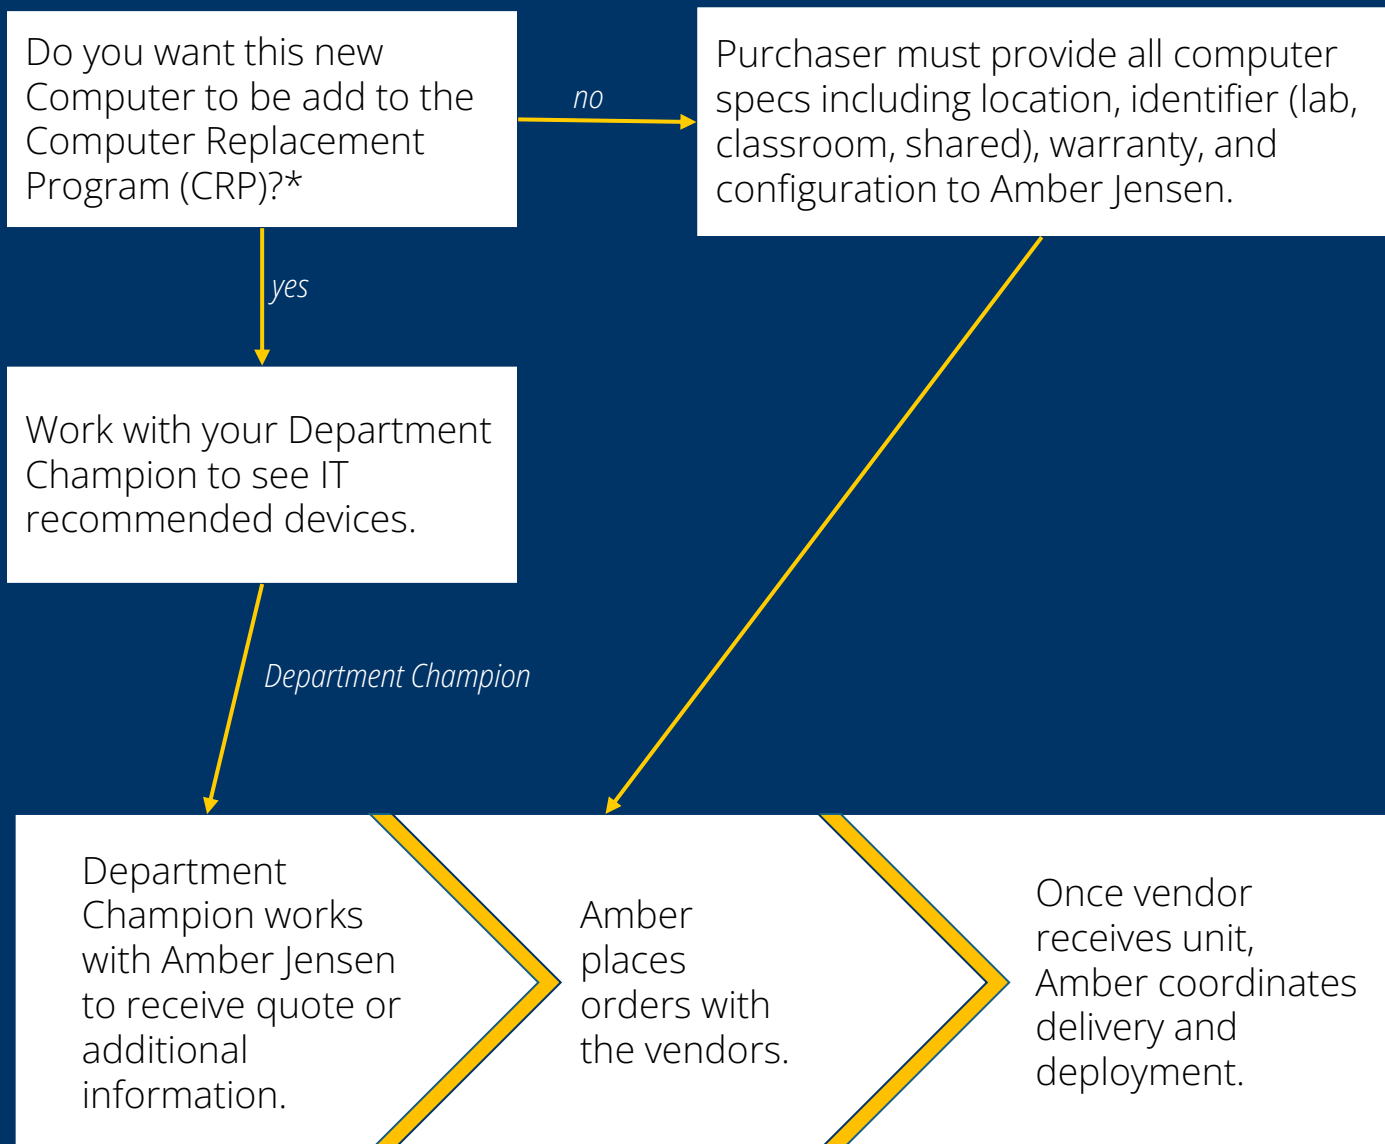 Do you want this new
Computer to be add to the
Computer Replacement
Program (CRP)?*
no
Purchaser must provide all computer
specs including location, identifier (lab,
classroom, shared), warranty, and
configuration to Amber Jensen.
yes
Work with your Department
Champion to see IT
recommended devices.
Department Champion
Department
Champion works
with Amber Jensen
to receive quote or
additional
information.
Amber
places
orders with
the vendors.
Once vendor
receives unit,
Amber coordinates
delivery and
deployment.